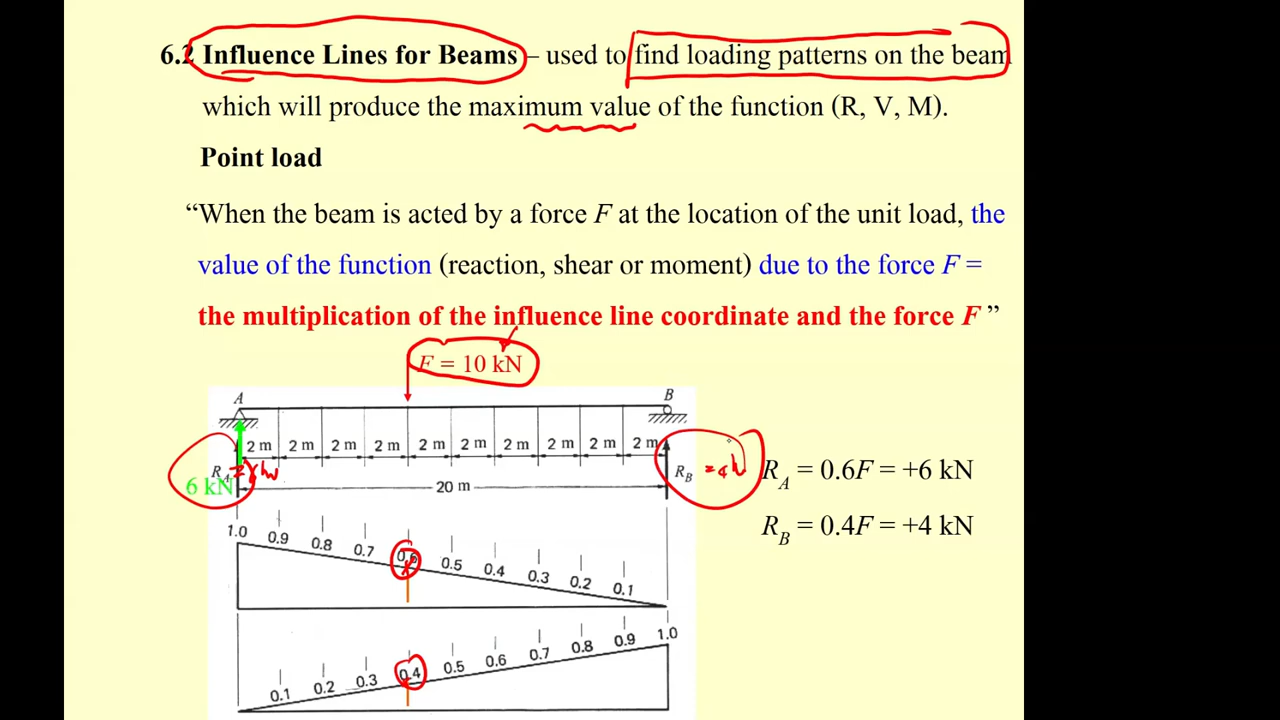 6.2 Influence Lines for Beams – used to find loading patterns on the beam
which will produce the maximum value of the function (R, V, M).
Point load
“When the beam is acted by a force F at the location of the unit load, the
value of the function (reaction, shear or moment) due to the force F =
the multiplication of the influence line coordinate and the force F ”
F = 10 kN
A
B
2 m 2 m 2 m 2 m 2 m 2 m 2 m 2 m 2 m 2 m
RA
6 kN
20 m
RB
RA = 0.6F = +6 kN
RB = 0.4F = +4 kN
1.0 0.9 0.8 0.7 0.6 0.5 0.4 0.3 0.2 0.1
0.1 0.2 0.3 0.4 0.5 0.6 0.7 0.8 0.9 1.0